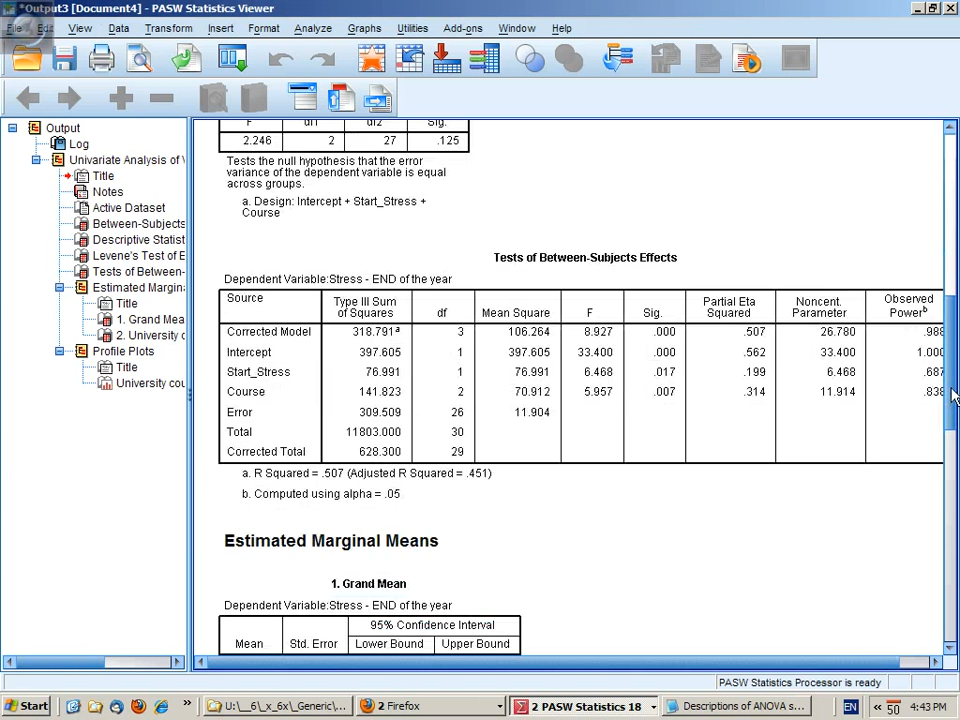 *Output3 [Document4] - PASW Statistics Viewer
File Edit View Data Transform Insert Format Analyze Graphs Utilities Add-ons Window Help
Output
Log
Univariate Analysis of V
Title
Notes
Active Dataset
Between-Subjects
Descriptive Statist
Levene's Test of E
Tests of Between-
Estimated Margina
Title
1. Grand Mea
2. University c
Profile Plots
Title
University cou
F df1 df2 Sig.
2.246 2 27 .125
Tests the null hypothesis that the error
variance of the dependent variable is equal
across groups.
a. Design: Intercept + Start_Stress +
Course
Tests of Between-Subjects Effects
Dependent Variable:Stress - END of the year
Source Type III Sum of Squares df Mean Square F Sig. Partial Eta Squared Noncent. Parameter Observed Powerb
Corrected Model 318.791a 3 106.264 8.927 .000 .507 26.780 .988
Intercept 397.605 1 397.605 33.400 .000 .562 33.400 1.000
Start_Stress 76.991 1 76.991 6.468 .017 .199 6.468 .687
Course 141.823 2 70.912 5.957 .007 .314 11.914 .838
Error 309.509 26 11.904
Total 11803.000 30
Corrected Total 628.300 29
a. R Squared = .507 (Adjusted R Squared = .451)
b. Computed using alpha = .05
Estimated Marginal Means
1. Grand Mean
Dependent Variable:Stress - END of the year
95% Confidence Interval
Mean Std. Error Lower Bound Upper Bound
PASW Statistics Processor is ready
Start » U:\__6\_x_6x\_Generic\... 2 Firefox 2 PASW Statistics 18 Descriptions of ANOVA s... EN « 50 4:43 PM